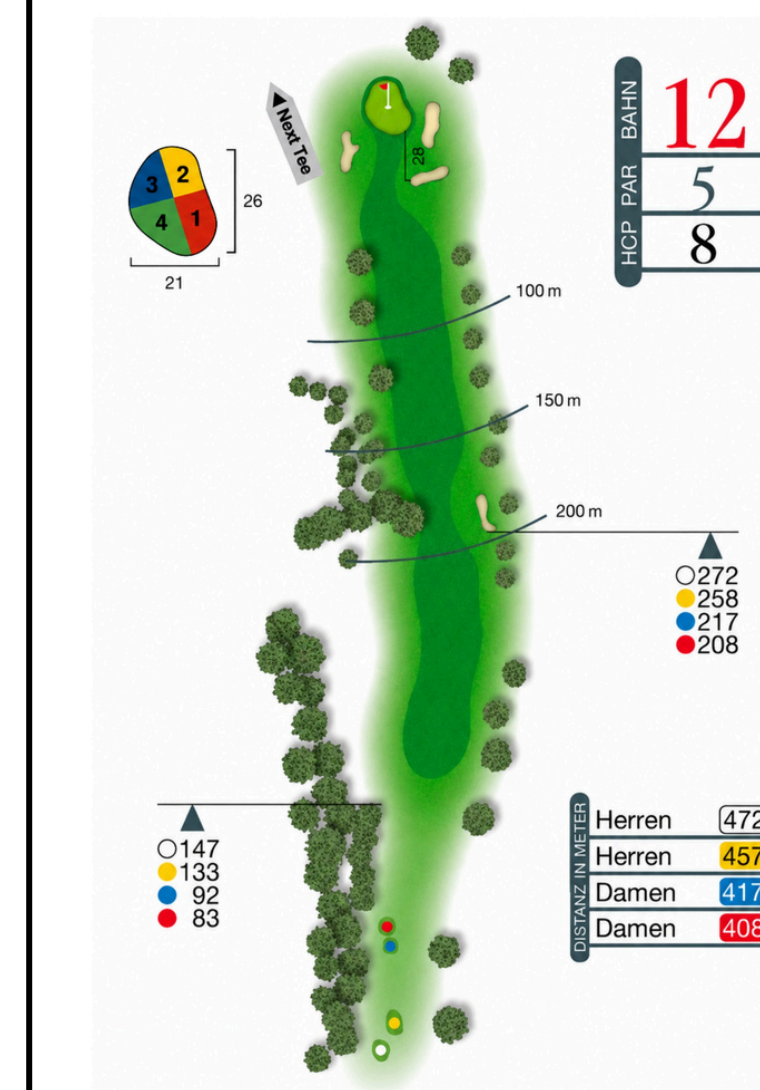 BAHN 12
PAR 5
HCP 8
Next Tee
28
3 2
4 1
26
21
100 m
150 m
200 m
272
258
217
208
147
133
92
83
DISTANZ IN METER
Herren 472
Herren 457
Damen 417
Damen 408